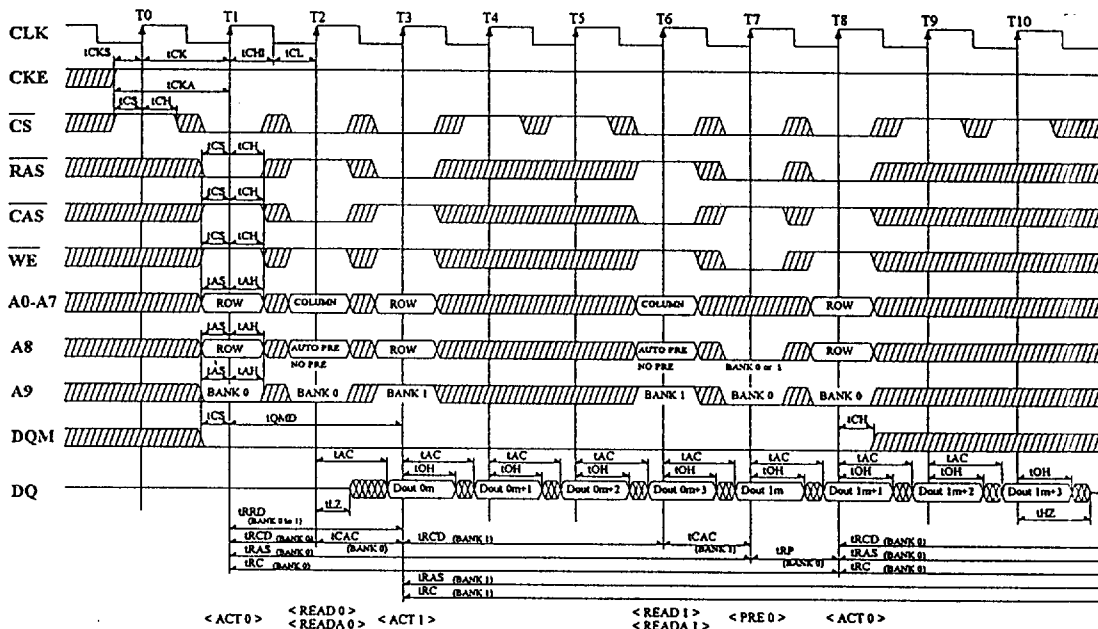 T0 T1 T2 T3 T4 T5 T6 T7 T8 T9 T10
CLK
tCKS tCK tCHI tCL
CKE
tCKA
tCS tCH
CS
tCS tCH
RAS
tCS tCH
CAS
tCS tCH
WE
tAS tAH
A0-A7 ROW COLUMN ROW COLUMN ROW
tAS tAH
A8 ROW AUTO PRE ROW AUTO PRE ROW
NO PRE NO PRE BANK 0 or 1
tAS tAH
A9 BANK 0 BANK 0 BANK 1 BANK 1 BANK 0 BANK 0
tCS tQMD tCH
DQM
tAC tAC tAC tAC tAC tAC tAC tAC
tOH tOH tOH tOH tOH tOH tOH tOH
DQ Dout 0m Dout 0m+1 Dout 0m+2 Dout 0m+3 Dout 1m Dout 1m+1 Dout 1m+2 Dout 1m+3
tLZ tHZ
tRRD
(BANK 0 to 1)
tRCD (BANK 0) tCAC (BANK 0) tRCD (BANK 1) tCAC (BANK 1) tRCD (BANK 0)
tRAS (BANK 0) tRP (BANK 0) tRAS (BANK 0)
tRC (BANK 0) tRC (BANK 0)
tRAS (BANK 1)
tRC (BANK 1)
< ACT 0 > < READ 0 > < ACT 1 > < READ 1 > < PRE 0 > < ACT 0 >
< READA 0 > < READA 1 >